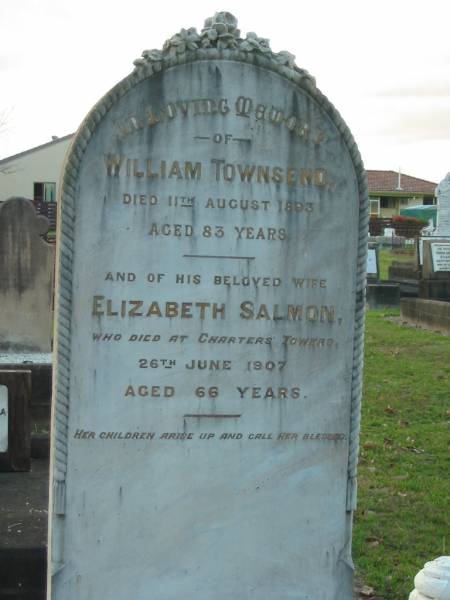 In Loving Memory
OF
WILLIAM TOWNSEND,
DIED 11TH AUGUST 1893
AGED 83 YEARS.
AND OF HIS BELOVED WIFE
ELIZABETH SALMON,
WHO DIED AT CHARTERS TOWERS,
26TH JUNE 1907
AGED 66 YEARS.
HER CHILDREN ARISE UP AND CALL HER BLESSED.